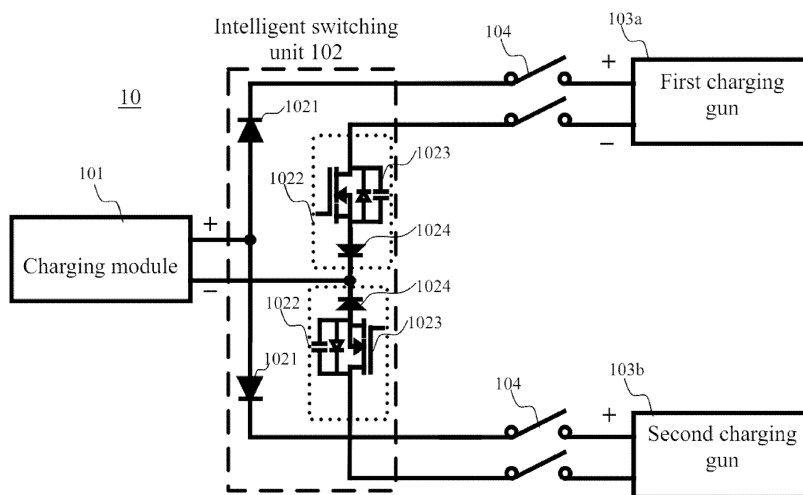 Intelligent switching
unit 102
104
103a
10
1021
+
First charging
gun
−
1023
101
1022
+
Charging module
1024
−
1024
1022
1023
1021
104
103b
+
Second charging
gun
−